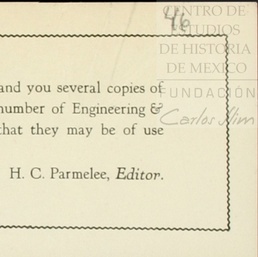 46
CENTRO DE
ESTUDIOS
DE HISTORIA
DE MEXICO
FUNDACIÓN
Carlos Slim
and you several copies of
number of Engineering &
that they may be of use
H. C. Parmelee, Editor.